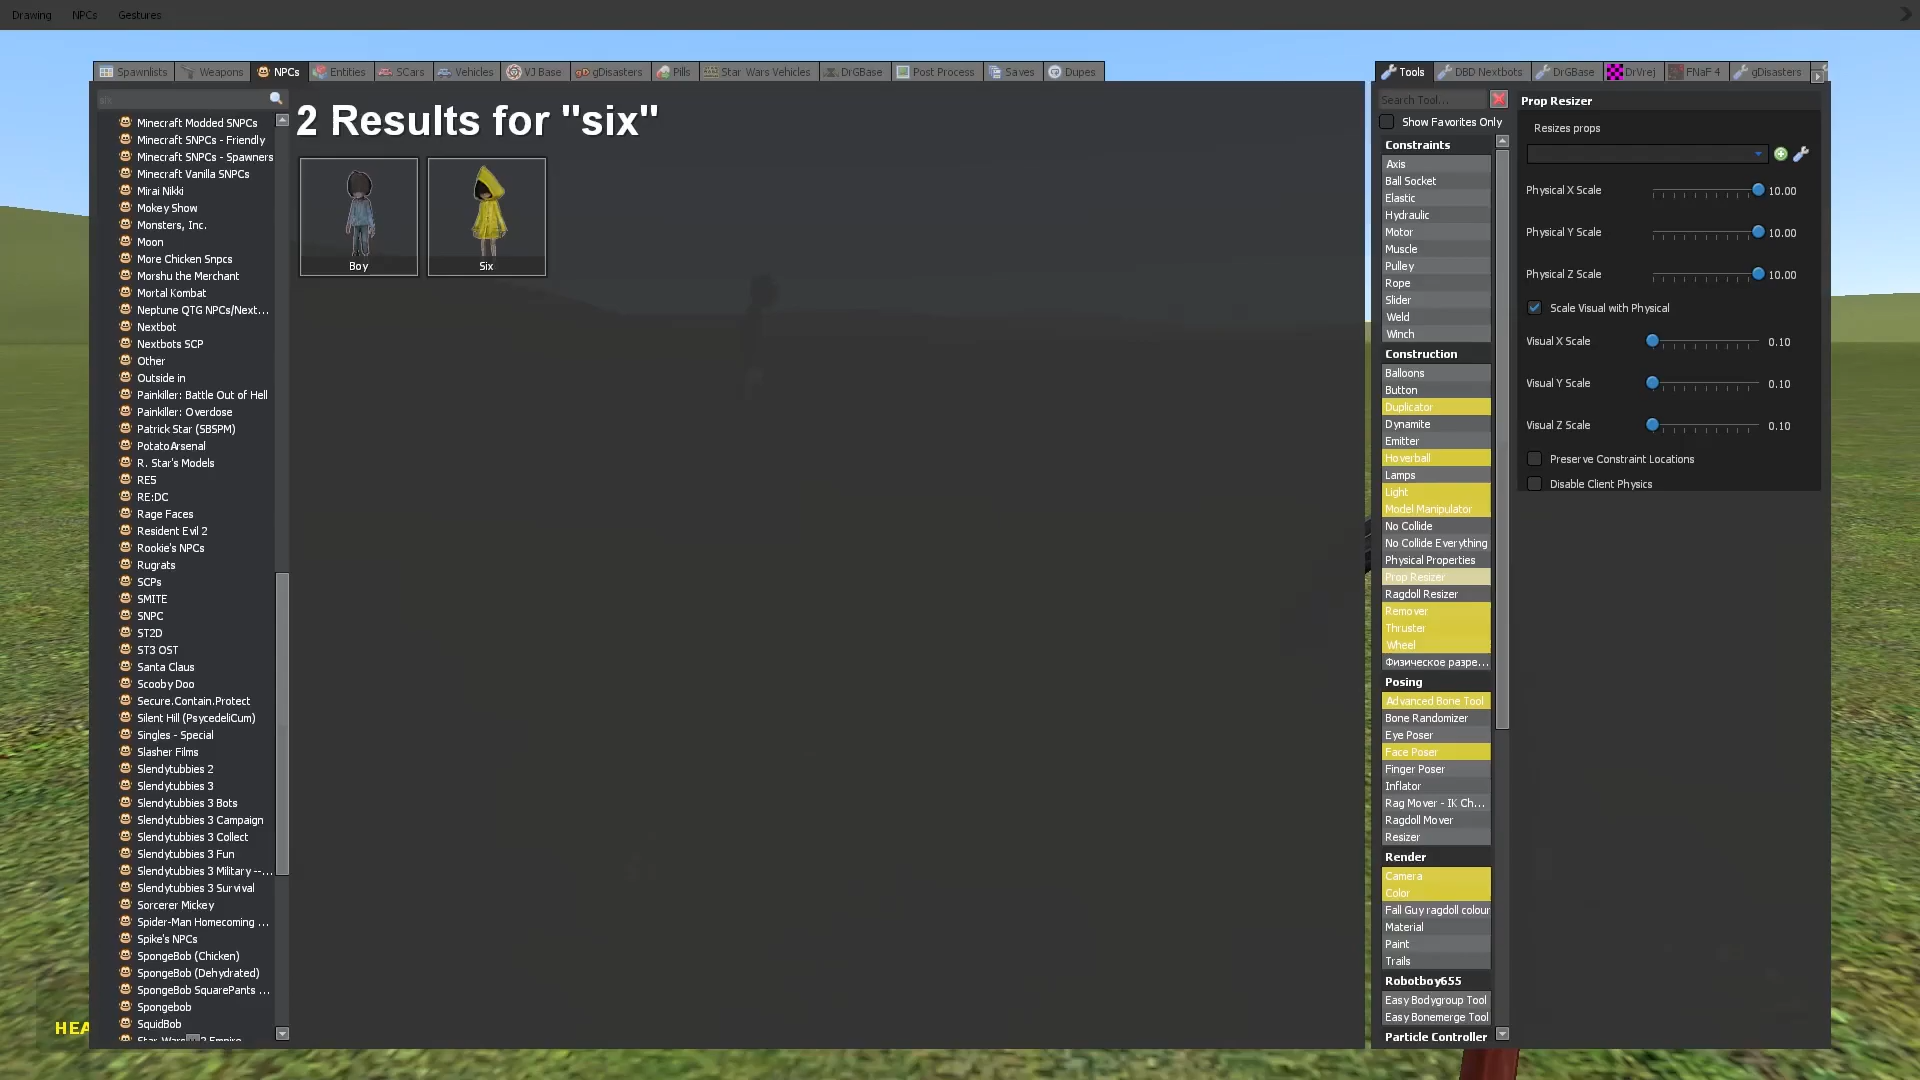 Drawing
NPCs
Gestures
Spawnlists
Weapons
NPCs
Entities
SCars
Vehicles
VJ Base
gDisasters
Pills
Star Wars Vehicles
DrGBase
Post Process
Saves
Dupes
six
Minecraft Modded SNPCs
Minecraft SNPCs - Friendly
Minecraft SNPCs - Spawners
Minecraft Vanilla SNPCs
Mirai Nikki
Mokey Show
Monsters, Inc.
Moon
More Chicken Snpcs
Morshu the Merchant
Mortal Kombat
Neptune QTG NPCs/Next...
Nextbot
Nextbots SCP
Other
Outside in
Painkiller: Battle Out of Hell
Painkiller: Overdose
Patrick Star (SBSPM)
PotatoArsenal
R. Star's Models
RE5
RE:DC
Rage Faces
Resident Evil 2
Rookie's NPCs
Rugrats
SCPs
SMITE
SNPC
ST2D
ST3 OST
Santa Claus
Scooby Doo
Secure.Contain.Protect
Silent Hill (PsycedeliCum)
Singles - Special
Slasher Films
Slendytubbies 2
Slendytubbies 3
Slendytubbies 3 Bots
Slendytubbies 3 Campaign
Slendytubbies 3 Collect
Slendytubbies 3 Fun
Slendytubbies 3 Military --...
Slendytubbies 3 Survival
Sorcerer Mickey
Spider-Man Homecoming ...
Spike's NPCs
SpongeBob (Chicken)
SpongeBob (Dehydrated)
SpongeBob SquarePants ...
Spongebob
SquidBob
HEA
2 Results for "six"
Boy
Six
Tools
DBD Nextbots
DrGBase
DrVrej
FNaF 4
gDisasters
Search Tool...
Show Favorites Only
Constraints
Axis
Ball Socket
Elastic
Hydraulic
Motor
Muscle
Pulley
Rope
Slider
Weld
Winch
Construction
Balloons
Button
Duplicator
Dynamite
Emitter
Hoverball
Lamps
Light
Model Manipulator
No Collide
No Collide Everything
Physical Properties
Prop Resizer
Ragdoll Resizer
Remover
Thruster
Wheel
Физическое разре...
Posing
Advanced Bone Tool
Bone Randomizer
Eye Poser
Face Poser
Finger Poser
Inflator
Rag Mover - IK Ch...
Ragdoll Mover
Resizer
Render
Camera
Color
Fall Guy ragdoll colour
Material
Paint
Trails
Robotboy655
Easy Bodygroup Tool
Easy Bonemerge Tool
Particle Controller
Prop Resizer
Resizes props
Physical X Scale 10.00
Physical Y Scale 10.00
Physical Z Scale 10.00
Scale Visual with Physical
Visual X Scale 0.10
Visual Y Scale 0.10
Visual Z Scale 0.10
Preserve Constraint Locations
Disable Client Physics